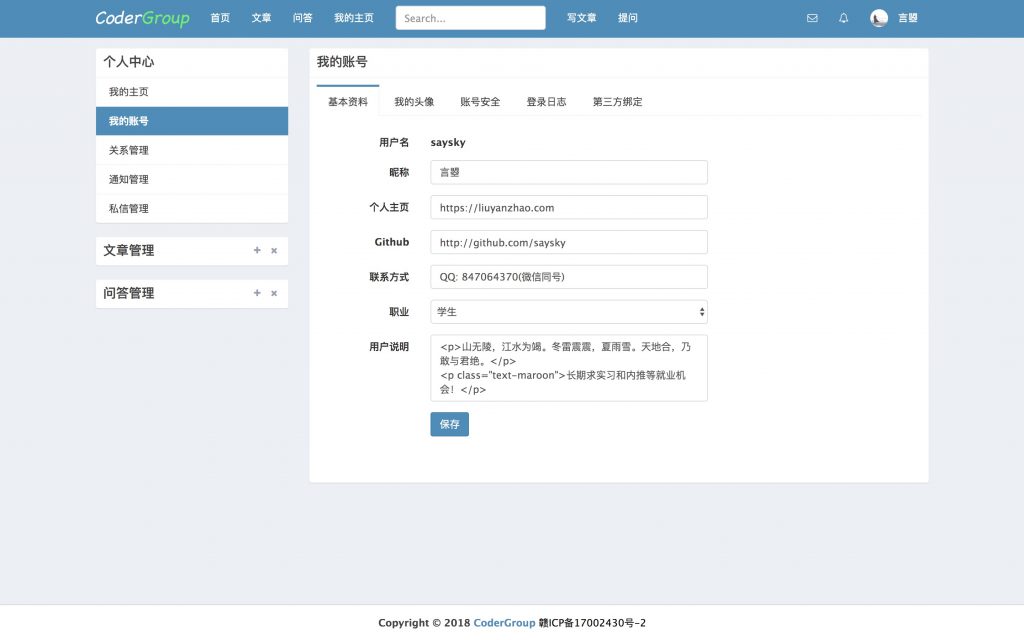 CoderGroup 首页 文章 问答 我的主页 Search... 写文章 提问 言曌
个人中心
我的主页
我的账号
关系管理
通知管理
私信管理
文章管理
问答管理
我的账号
基本资料 我的头像 账号安全 登录日志 第三方绑定
用户名 saysky
昵称 言曌
个人主页 https://liuyanzhao.com
Github http://github.com/saysky
联系方式 QQ: 847064370(微信同号)
职业 学生
用户说明 <p>山无陵，江水为竭。冬雷震震，夏雨雪。天地合，乃
敢与君绝。</p>
<p class="text-maroon">长期求实习和内推等就业机
会！</p>
保存
Copyright © 2018 CoderGroup 赣ICP备17002430号-2